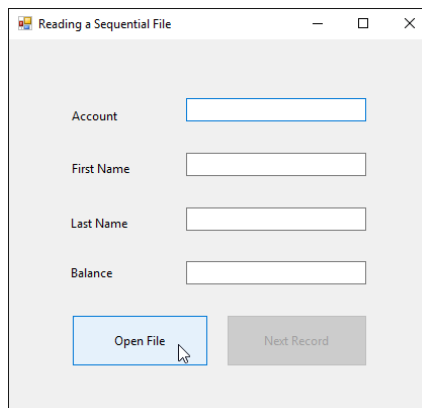 Reading a Sequential File
Account
First Name
Last Name
Balance
Open File
Next Record